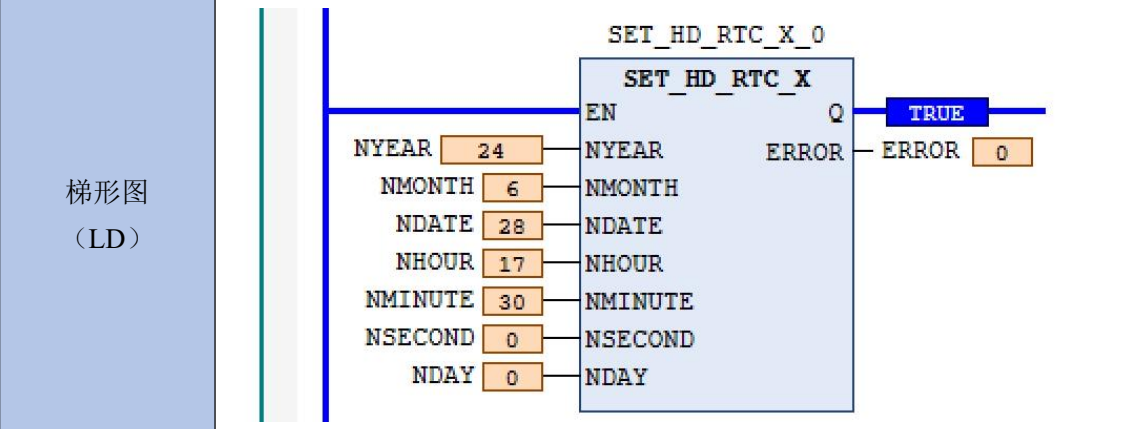 梯形图
（LD）
SET_HD_RTC_X_0
SET_HD_RTC_X
EN Q TRUE
NYEAR 24 NYEAR ERROR ERROR 0
NMONTH 6 NMONTH
NDATE 28 NDATE
NHOUR 17 NHOUR
NMINUTE 30 NMINUTE
NSECOND 0 NSECOND
NDAY 0 NDAY